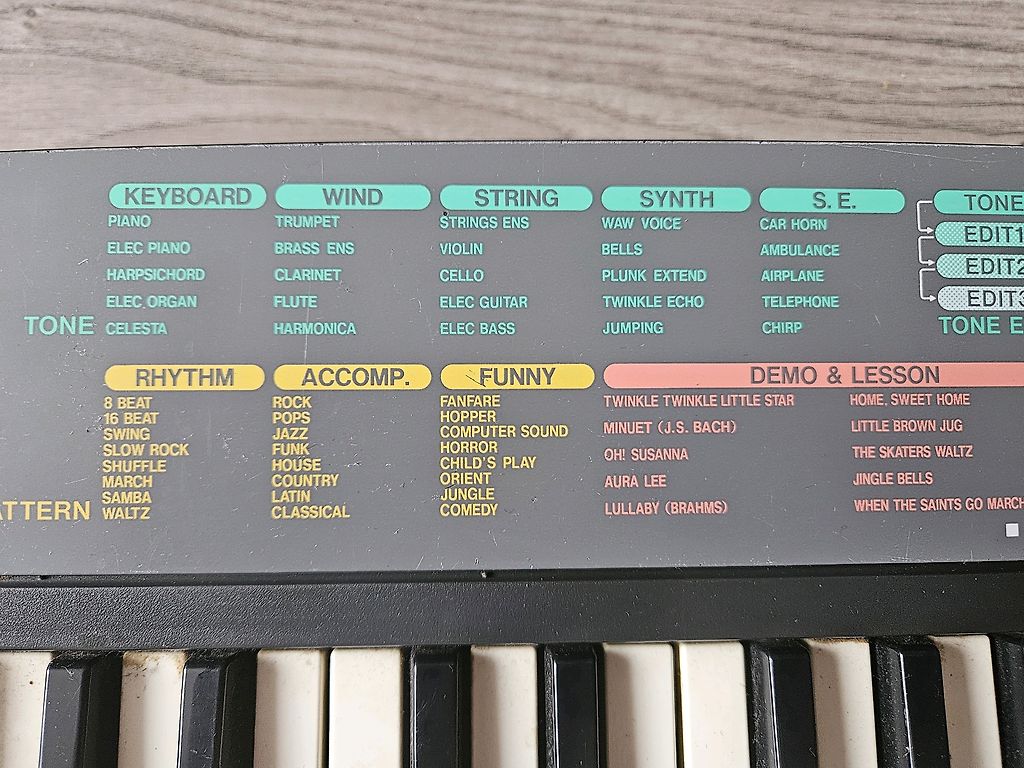 KEYBOARD WIND STRING SYNTH S. E. TONE
PIANO TRUMPET STRINGS ENS WAW VOICE CAR HORN
EDIT1
ELEC PIANO BRASS ENS VIOLIN BELLS AMBULANCE
EDIT2
HARPSICHORD CLARINET CELLO PLUNK EXTEND AIRPLANE
EDIT3
ELEC ORGAN FLUTE ELEC GUITAR TWINKLE ECHO TELEPHONE
TONE CELESTA HARMONICA ELEC BASS JUMPING CHIRP TONE E
RHYTHM ACCOMP. FUNNY DEMO & LESSON
8 BEAT
16 BEAT
SWING
SLOW ROCK
SHUFFLE
MARCH
SAMBA
ATTERN WALTZ
ROCK
POPS
JAZZ
FUNK
HOUSE
COUNTRY
LATIN
CLASSICAL
FANFARE
HOPPER
COMPUTER SOUND
HORROR
CHILD'S PLAY
ORIENT
JUNGLE
COMEDY
TWINKLE TWINKLE LITTLE STAR HOME, SWEET HOME
MINUET (J.S. BACH) LITTLE BROWN JUG
OH! SUSANNA THE SKATERS WALTZ
AURA LEE JINGLE BELLS
LULLABY (BRAHMS) WHEN THE SAINTS GO MARCH